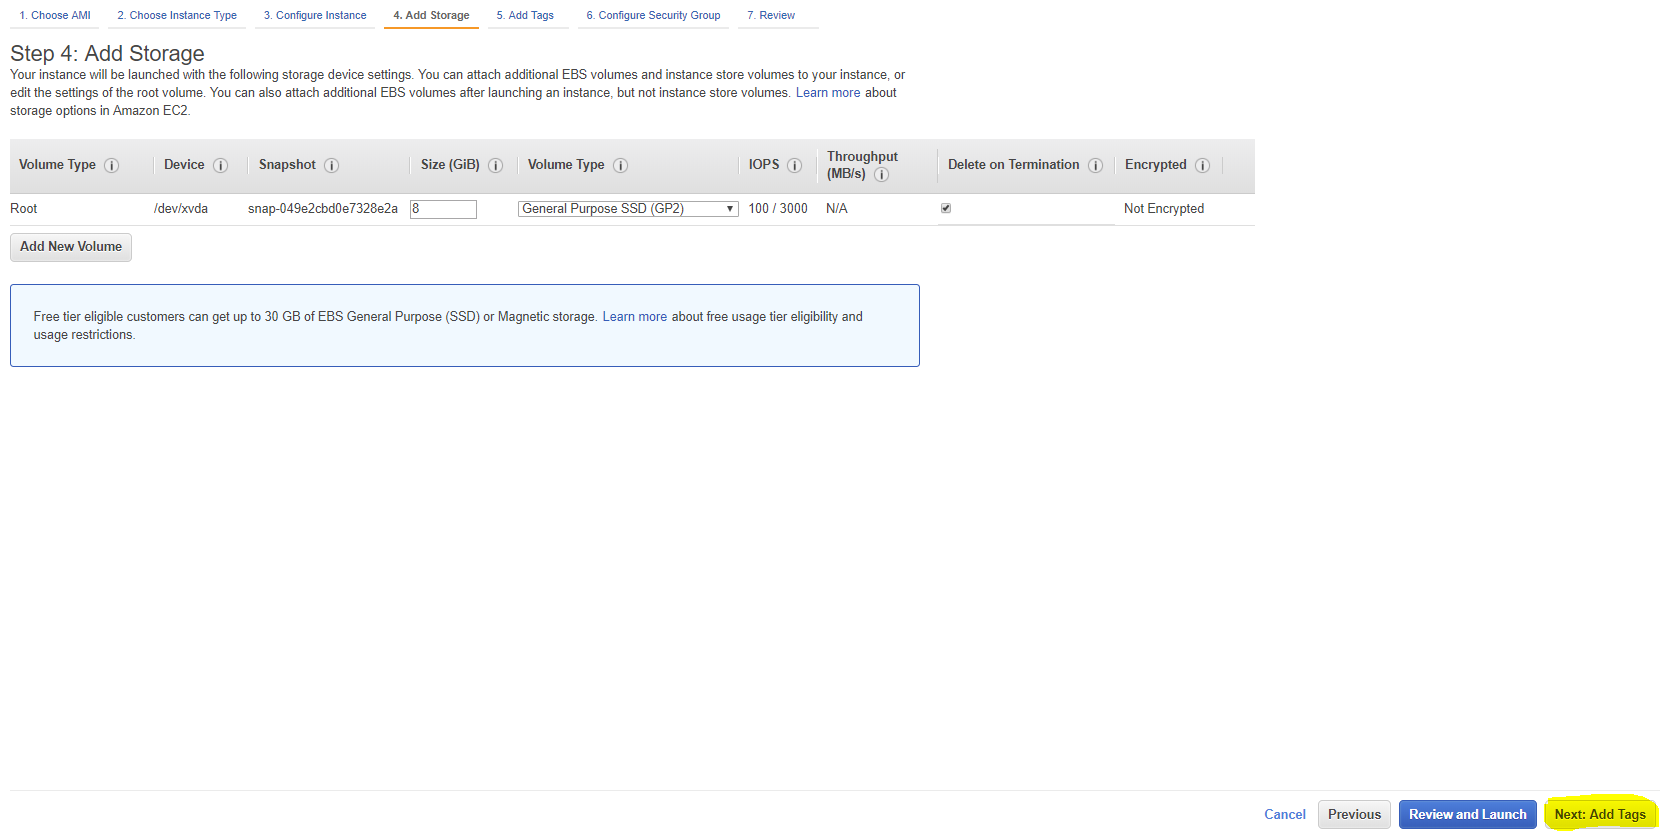 1. Choose AMI 2. Choose Instance Type 3. Configure Instance 4. Add Storage 5. Add Tags 6. Configure Security Group 7. Review
Step 4: Add Storage
Your instance will be launched with the following storage device settings. You can attach additional EBS volumes and instance store volumes to your instance, or
edit the settings of the root volume. You can also attach additional EBS volumes after launching an instance, but not instance store volumes. Learn more about
storage options in Amazon EC2.
Volume Type i Device i Snapshot i Size (GiB) i Volume Type i IOPS i Throughput (MB/s) i Delete on Termination i Encrypted i
Root /dev/xvda snap-049e2cbd0e7328e2a 8 General Purpose SSD (GP2) 100 / 3000 N/A Not Encrypted
Add New Volume
Free tier eligible customers can get up to 30 GB of EBS General Purpose (SSD) or Magnetic storage. Learn more about free usage tier eligibility and
usage restrictions.
Cancel Previous Review and Launch Next: Add Tags